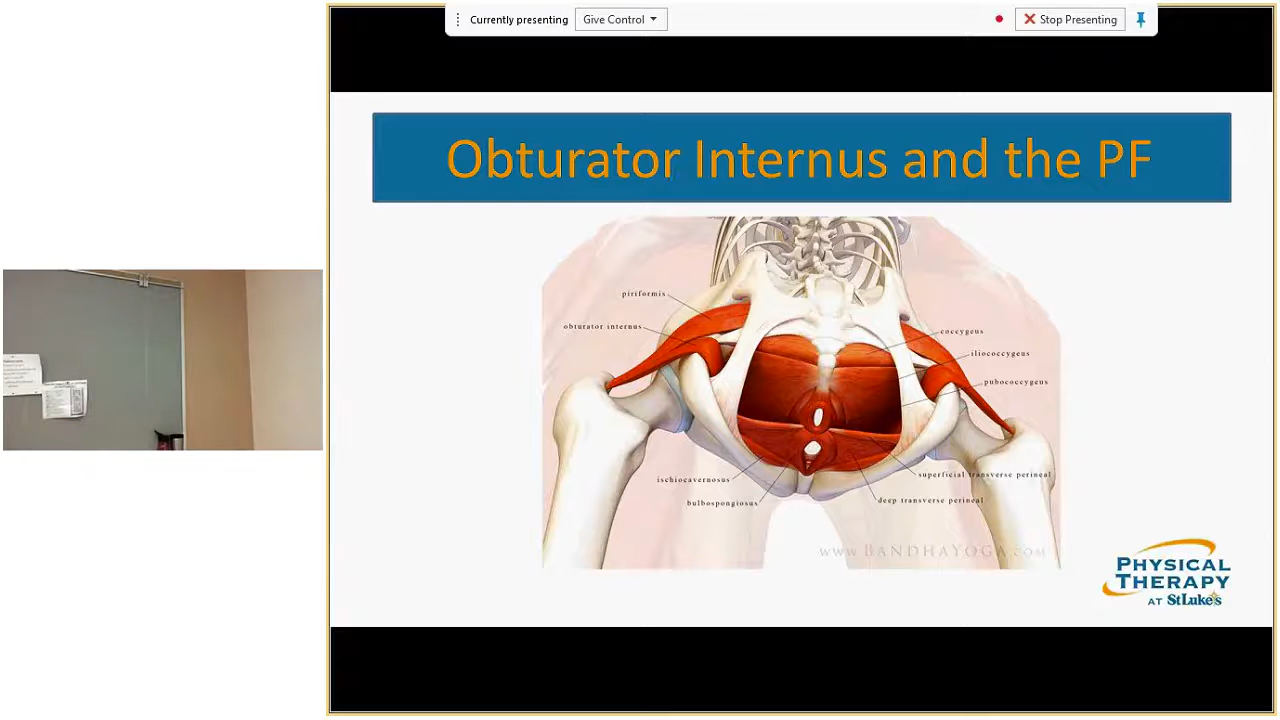 Currently presenting
Give Control
Stop Presenting
Obturator Internus and the PF
piriformis
obturator internus
coccygeus
iliococcygeus
pubococcygeus
ischiocavernosus
bulbospongiosus
superficial transverse perineal
deep transverse perineal
www.BANDHAYOGA.com
PHYSICAL
THERAPY
AT StLuke's